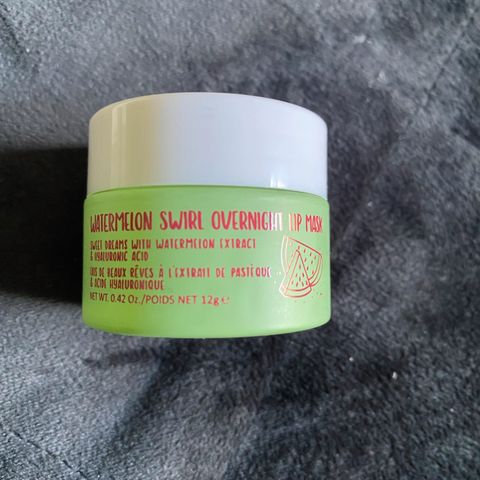 WATERMELON SWIRL OVERNIGHT LIP MASK
SWEET DREAMS WITH WATERMELON EXTRACT
& HYALURONIC ACID
FAIS DE BEAUX RÊVES À L'EXTRAIT DE PASTÈQUE
& ACIDE HYALURONIQUE
NET WT. 0.42 Oz./POIDS NET 12g e